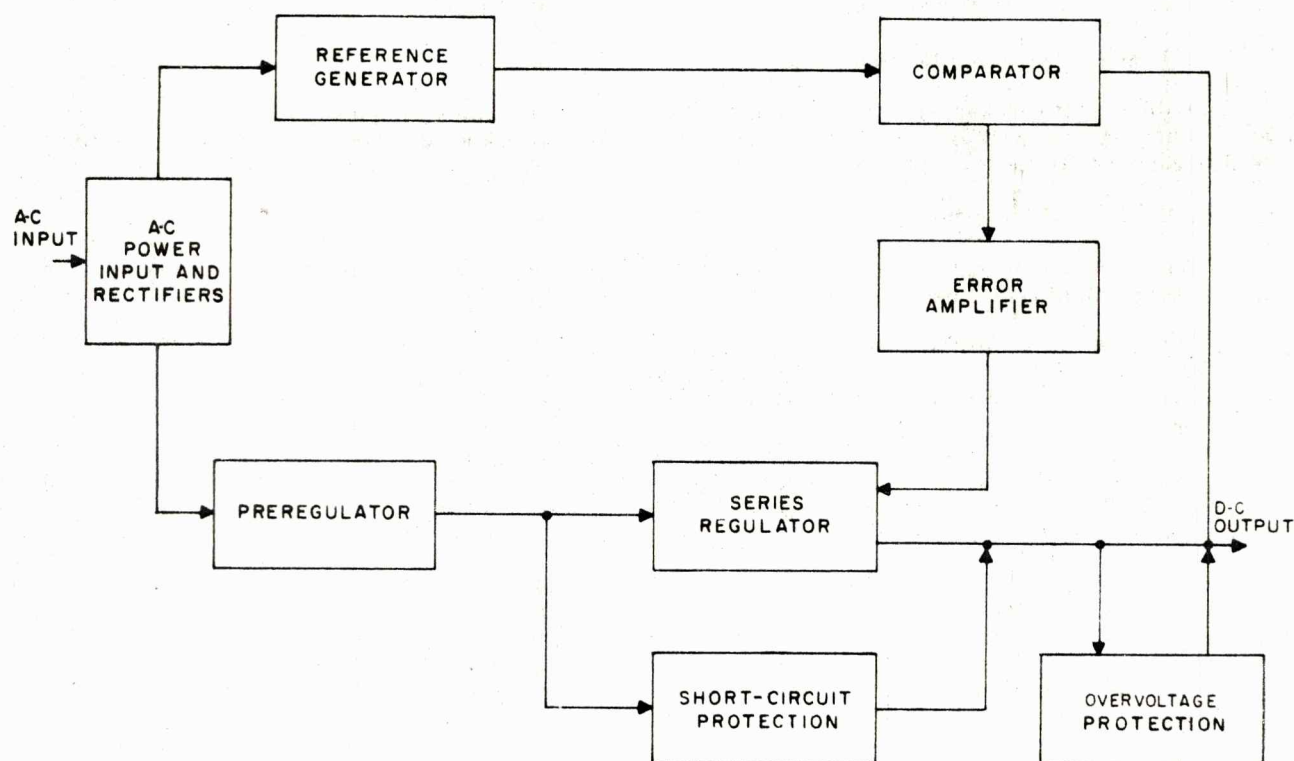 REFERENCE
GENERATOR
COMPARATOR
A-C
INPUT
A-C
POWER
INPUT AND
RECTIFIERS
ERROR
AMPLIFIER
PREREGULATOR
SERIES
REGULATOR
D-C
OUTPUT
SHORT-CIRCUIT
PROTECTION
OVERVOLTAGE
PROTECTION